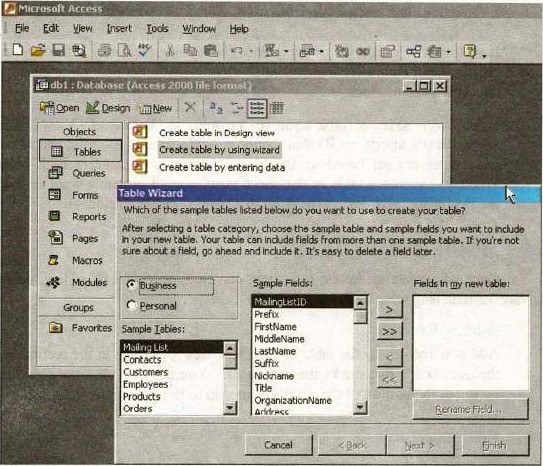 Microsoft Access
File Edit View Insert Tools Window Help
db1 : Database (Access 2000 file format)
Open Design New
Objects
Tables
Queries
Forms
Reports
Pages
Macros
Modules
Groups
Favorites
Create table in Design view
Create table by using wizard
Create table by entering data
Table Wizard
Which of the sample tables listed below do you want to use to create your table?
After selecting a table category, choose the sample table and sample fields you want to include
in your new table. Your table can include fields from more than one sample table. If you're not
sure about a field, go ahead and include it. It's easy to delete a field later.
Business
Personal
Sample Tables:
Mailing List
Contacts
Customers
Employees
Products
Orders
Sample Fields:
MailingListID
Prefix
FirstName
MiddleName
LastName
Suffix
Nickname
Title
OrganizationName
Address
>
>>
<
<<
Fields in my new table:
Rename Field...
Cancel
< Back
Next >
Finish